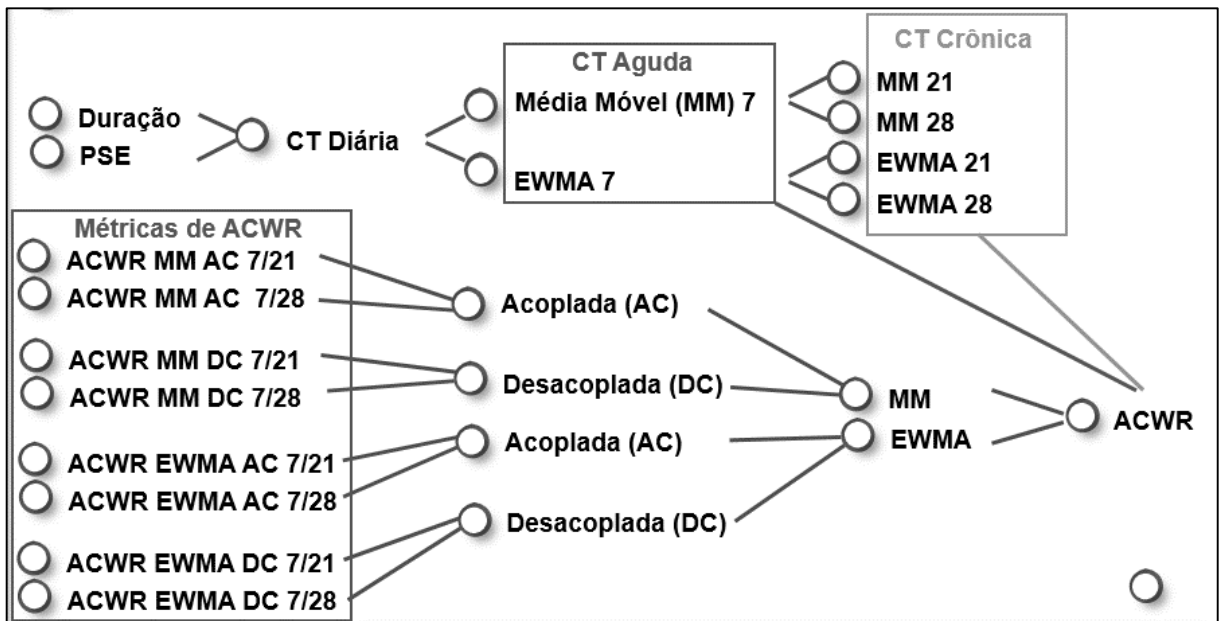 CT Crônica
CT Aguda
Média Móvel (MM) 7
EWMA 7
MM 21
MM 28
EWMA 21
EWMA 28
Duração
PSE
CT Diária
Métricas de ACWR
ACWR MM AC 7/21
ACWR MM AC 7/28
ACWR MM DC 7/21
ACWR MM DC 7/28
ACWR EWMA AC 7/21
ACWR EWMA AC 7/28
ACWR EWMA DC 7/21
ACWR EWMA DC 7/28
Acoplada (AC)
Desacoplada (DC)
Acoplada (AC)
Desacoplada (DC)
MM
EWMA
ACWR